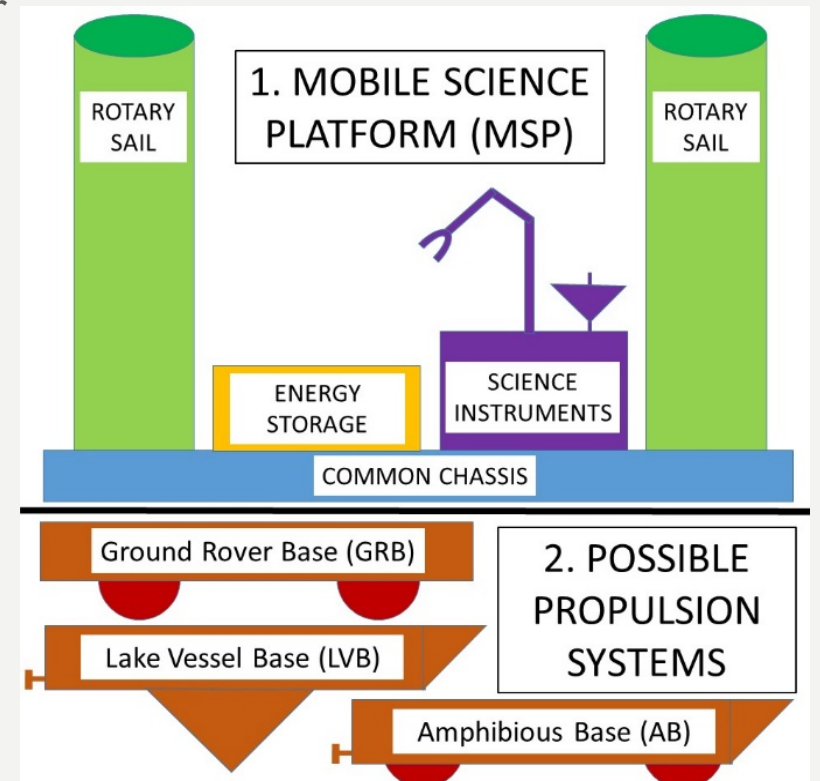 1. MOBILE SCIENCE
PLATFORM (MSP)
ROTARY
SAIL
ROTARY
SAIL
ENERGY
STORAGE
SCIENCE
INSTRUMENTS
COMMON CHASSIS
Ground Rover Base (GRB)
2. POSSIBLE
PROPULSION
SYSTEMS
Lake Vessel Base (LVB)
Amphibious Base (AB)